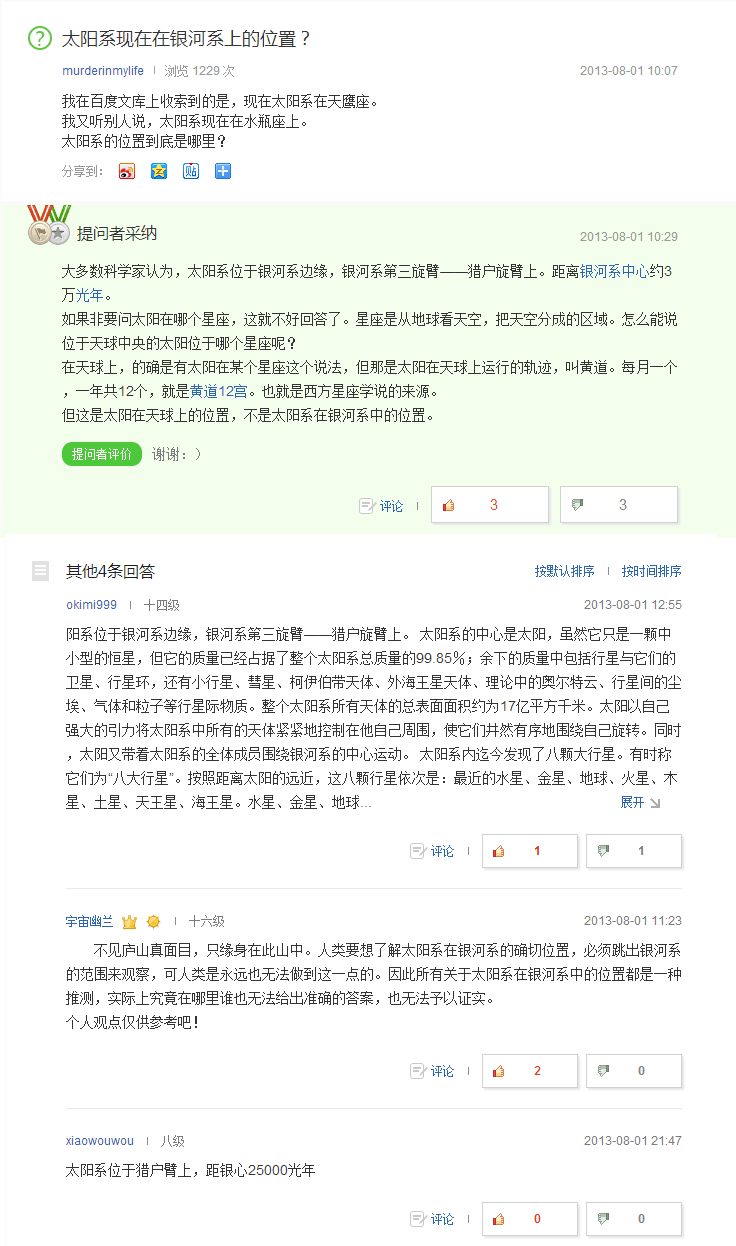 太阳系现在在银河系上的位置？
murderinmylife | 浏览 1229 次 2013-08-01 10:07
我在百度文库上收索到的是，现在太阳系在天鹰座。
我又听别人说，太阳系现在在水瓶座上。
太阳系的位置到底是哪里？
分享到： 贴
提问者采纳 2013-08-01 10:29
大多数科学家认为，太阳系位于银河系边缘，银河系第三旋臂——猎户旋臂上。距离银河系中心约3
万光年。
如果非要问太阳在哪个星座，这就不好回答了。星座是从地球看天空，把天空分成的区域。怎么能说
位于天球中央的太阳位于哪个星座呢？
在天球上，的确是有太阳在某个星座这个说法，但那是太阳在天球上运行的轨迹，叫黄道。每月一个
，一年共12个，就是黄道12宫。也就是西方星座学说的来源。
但这是太阳在天球上的位置，不是太阳系在银河系中的位置。
提问者评价 谢谢：）
评论 | 3 3
其他4条回答 按默认排序 | 按时间排序
okimi999 | 十四级 2013-08-01 12:55
阳系位于银河系边缘，银河系第三旋臂——猎户旋臂上。 太阳系的中心是太阳，虽然它只是一颗中
小型的恒星，但它的质量已经占据了整个太阳系总质量的99.85％；余下的质量中包括行星与它们的
卫星、行星环，还有小行星、彗星、柯伊伯带天体、外海王星天体、理论中的奥尔特云、行星间的尘
埃、气体和粒子等行星际物质。整个太阳系所有天体的总表面面积约为17亿平方千米。太阳以自己
强大的引力将太阳系中所有的天体紧紧地控制在他自己周围，使它们井然有序地围绕自己旋转。同时
，太阳又带着太阳系的全体成员围绕银河系的中心运动。 太阳系内迄今发现了八颗大行星。有时称
它们为“八大行星”。按照距离太阳的远近，这八颗行星依次是：最近的水星、金星、地球、火星、木
星、土星、天王星、海王星。水星、金星、地球... 展开
评论 | 1 1
宇宙幽兰 | 十六级 2013-08-01 11:23
不见庐山真面目，只缘身在此山中。人类要想了解太阳系在银河系的确切位置，必须跳出银河系
的范围来观察，可人类是永远也无法做到这一点的。因此所有关于太阳系在银河系中的位置都是一种
推测，实际上究竟在哪里谁也无法给出准确的答案，也无法予以证实。
个人观点仅供参考吧！
评论 | 2 0
xiaowouwou | 八级 2013-08-01 21:47
太阳系位于猎户臂上，距银心25000光年
评论 | 0 0